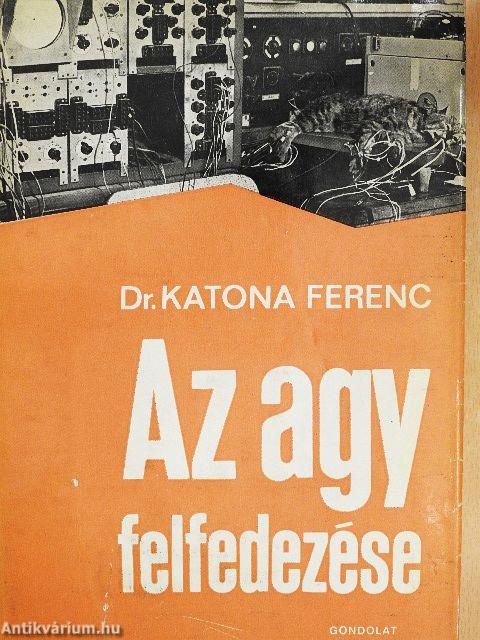 Dr. KATONA FERENC
Az agy
felfedezése
GONDOLAT
Antikvárium.hu